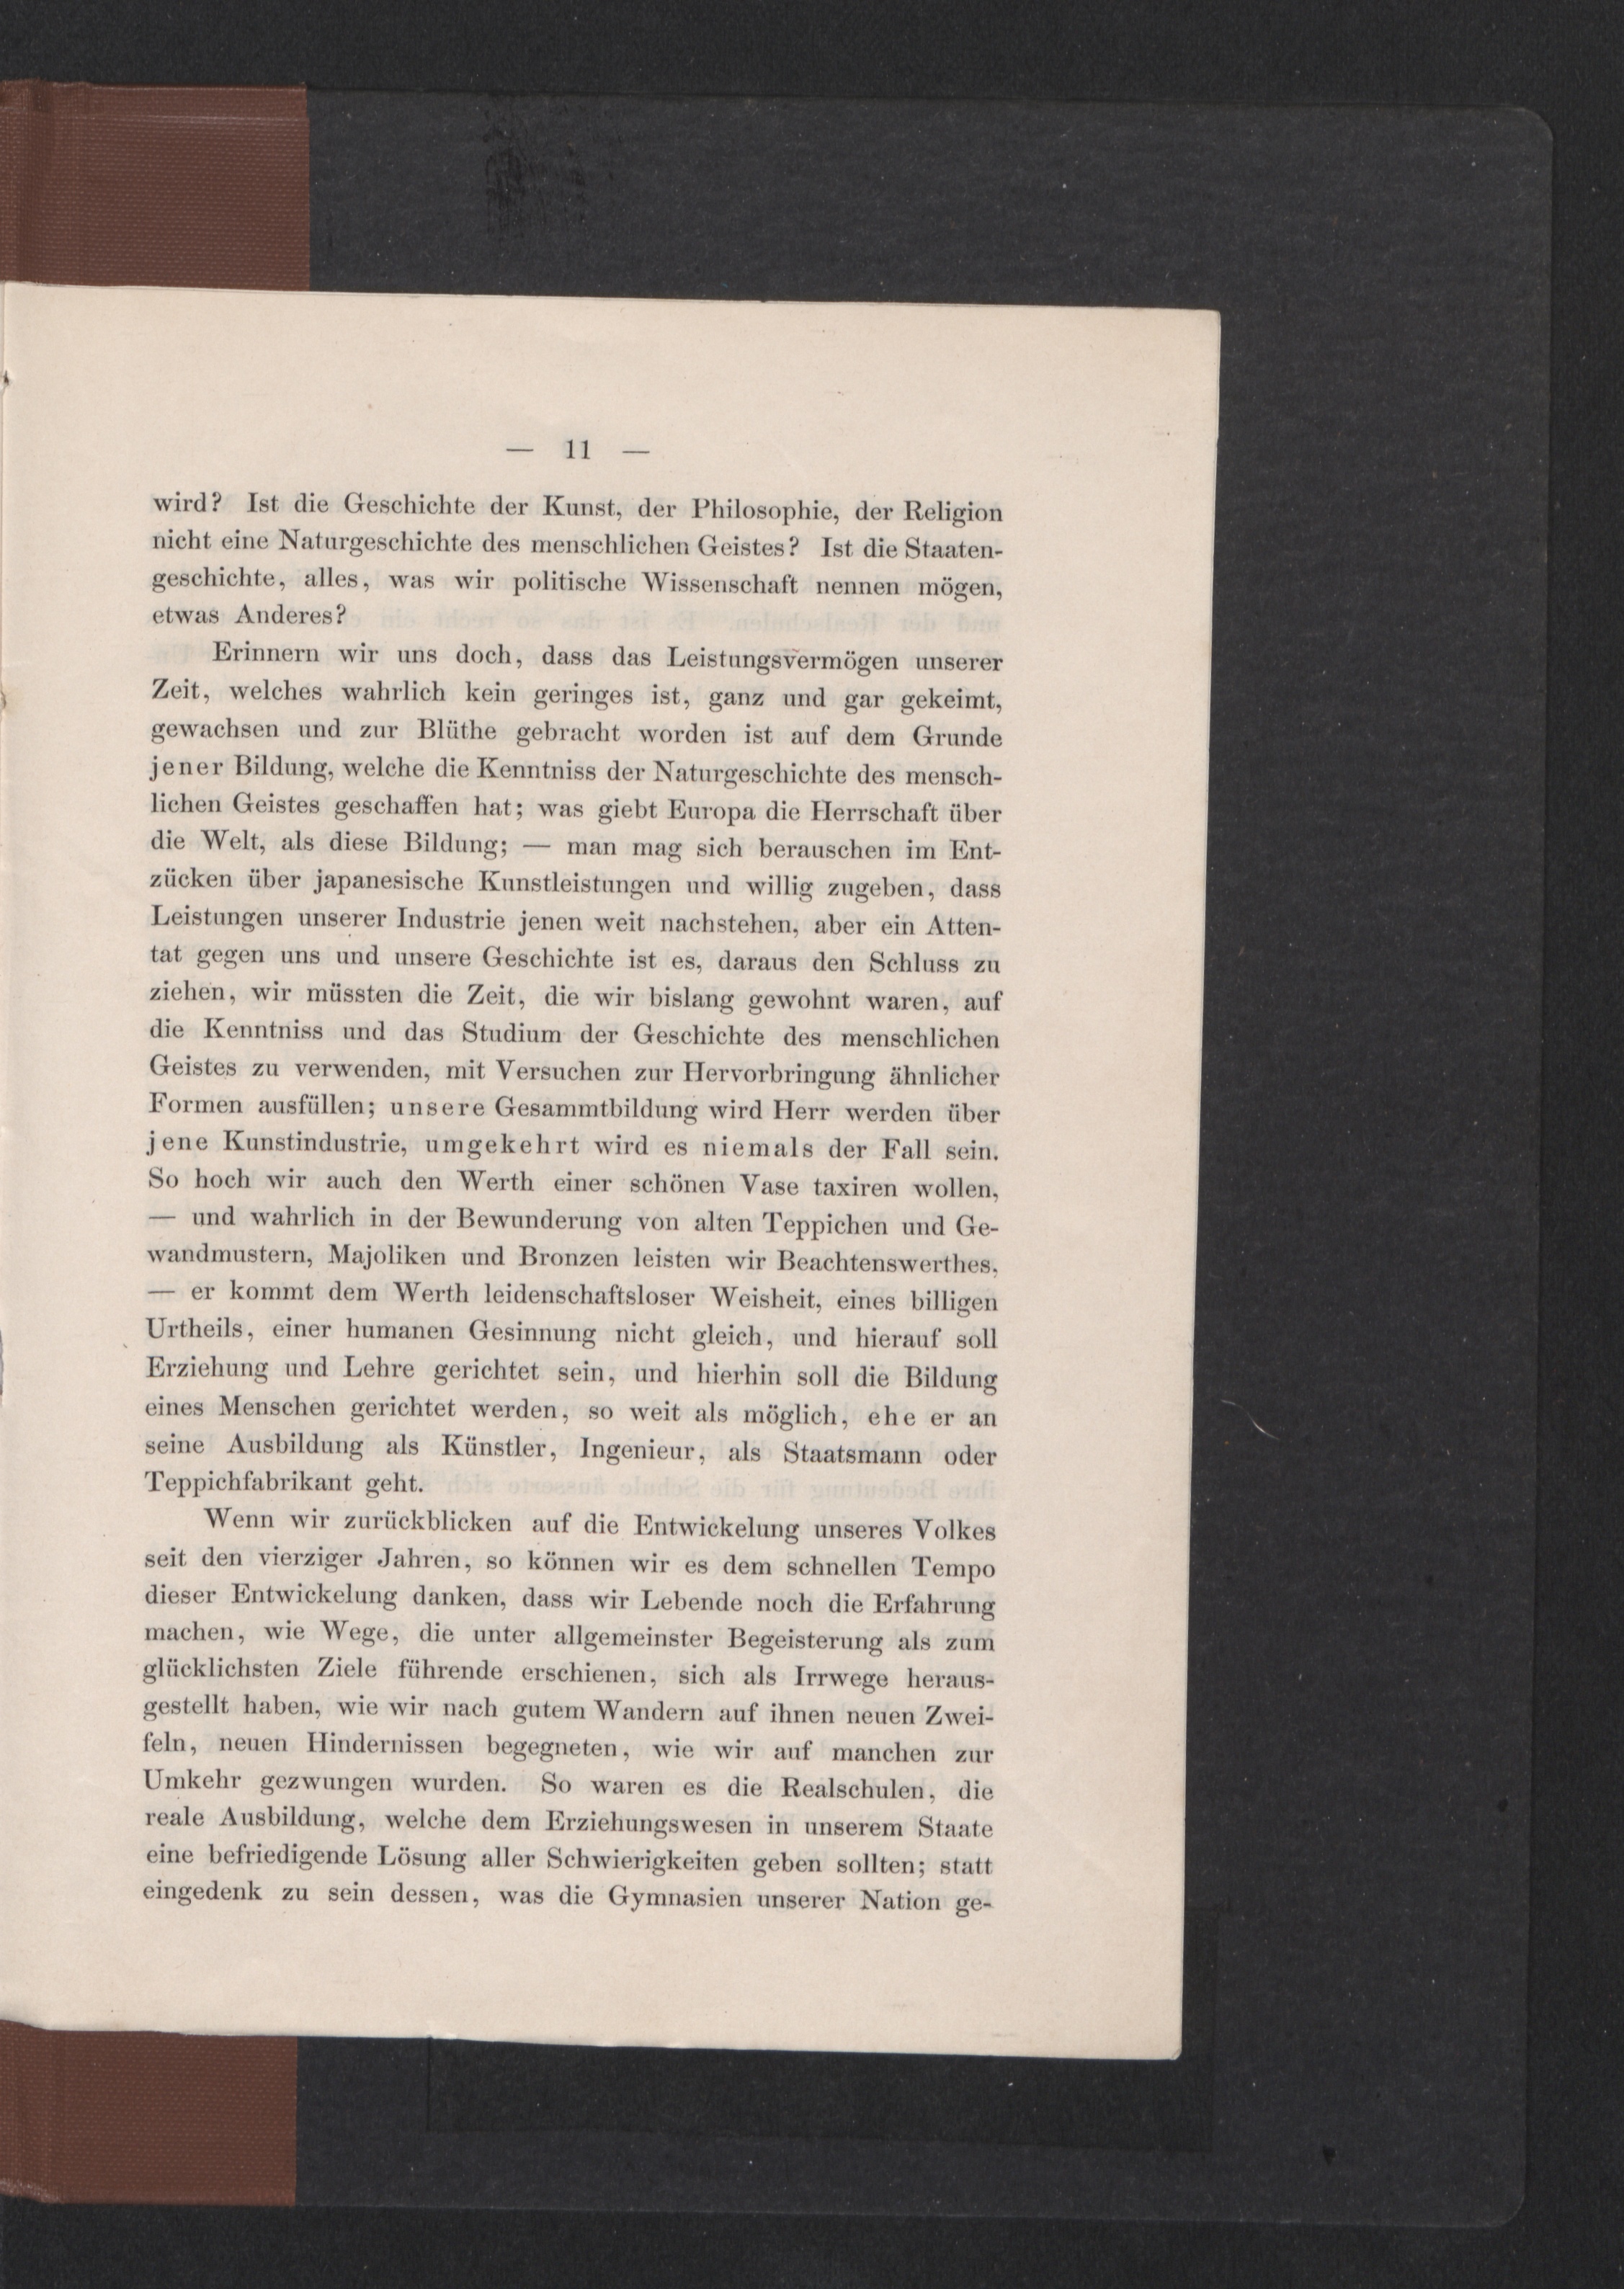 — 11 —
wird? Ist die Geschichte der Kunst, der Philosophie, der Religion
nicht eine Naturgeschichte des menschlichen Geistes? Ist die Staaten-
geschichte, alles, was wir politische Wissenschaft nennen mögen,
etwas Anderes?
Erinnern wir uns doch, dass das Leistungsvermögen unserer
Zeit, welches wahrlich kein geringes ist, ganz und gar gekeimt,
gewachsen und zur Blüthe gebracht worden ist auf dem Grunde
jener Bildung, welche die Kenntniss der Naturgeschichte des mensch-
lichen Geistes geschaffen hat; was giebt Europa die Herrschaft über
die Welt, als diese Bildung; — man mag sich berauschen im Ent-
zücken über japanesische Kunstleistungen und willig zugeben, dass
Leistungen unserer Industrie jenen weit nachstehen, aber ein Atten-
tat gegen uns und unsere Geschichte ist es, daraus den Schluss zu
ziehen, wir müssten die Zeit, die wir bislang gewohnt waren, auf
die Kenntniss und das Studium der Geschichte des menschlichen
Geistes zu verwenden, mit Versuchen zur Hervorbringung ähnlicher
Formen ausfüllen; unsere Gesammtbildung wird Herr werden über
jene Kunstindustrie, umgekehrt wird es niemals der Fall sein.
So hoch wir auch den Werth einer schönen Vase taxiren wollen,
— und wahrlich in der Bewunderung von alten Teppichen und Ge-
wandmustern, Majoliken und Bronzen leisten wir Beachtenswerthes,
— er kommt dem Werth leidenschaftsloser Weisheit, eines billigen
Urtheils, einer humanen Gesinnung nicht gleich, und hierauf soll
Erziehung und Lehre gerichtet sein, und hierhin soll die Bildung
eines Menschen gerichtet werden, so weit als möglich, ehe er an
seine Ausbildung als Künstler, Ingenieur, als Staatsmann oder
Teppichfabrikant geht.
Wenn wir zurückblicken auf die Entwickelung unseres Volkes
seit den vierziger Jahren, so können wir es dem schnellen Tempo
dieser Entwickelung danken, dass wir Lebende noch die Erfahrung
machen, wie Wege, die unter allgemeinster Begeisterung als zum
glücklichsten Ziele führende erschienen, sich als Irrwege heraus-
gestellt haben, wie wir nach gutem Wandern auf ihnen neuen Zwei-
feln, neuen Hindernissen begegneten, wie wir auf manchen zur
Umkehr gezwungen wurden. So waren es die Realschulen, die
reale Ausbildung, welche dem Erziehungswesen in unserem Staate
eine befriedigende Lösung aller Schwierigkeiten geben sollten; statt
eingedenk zu sein dessen, was die Gymnasien unserer Nation ge-